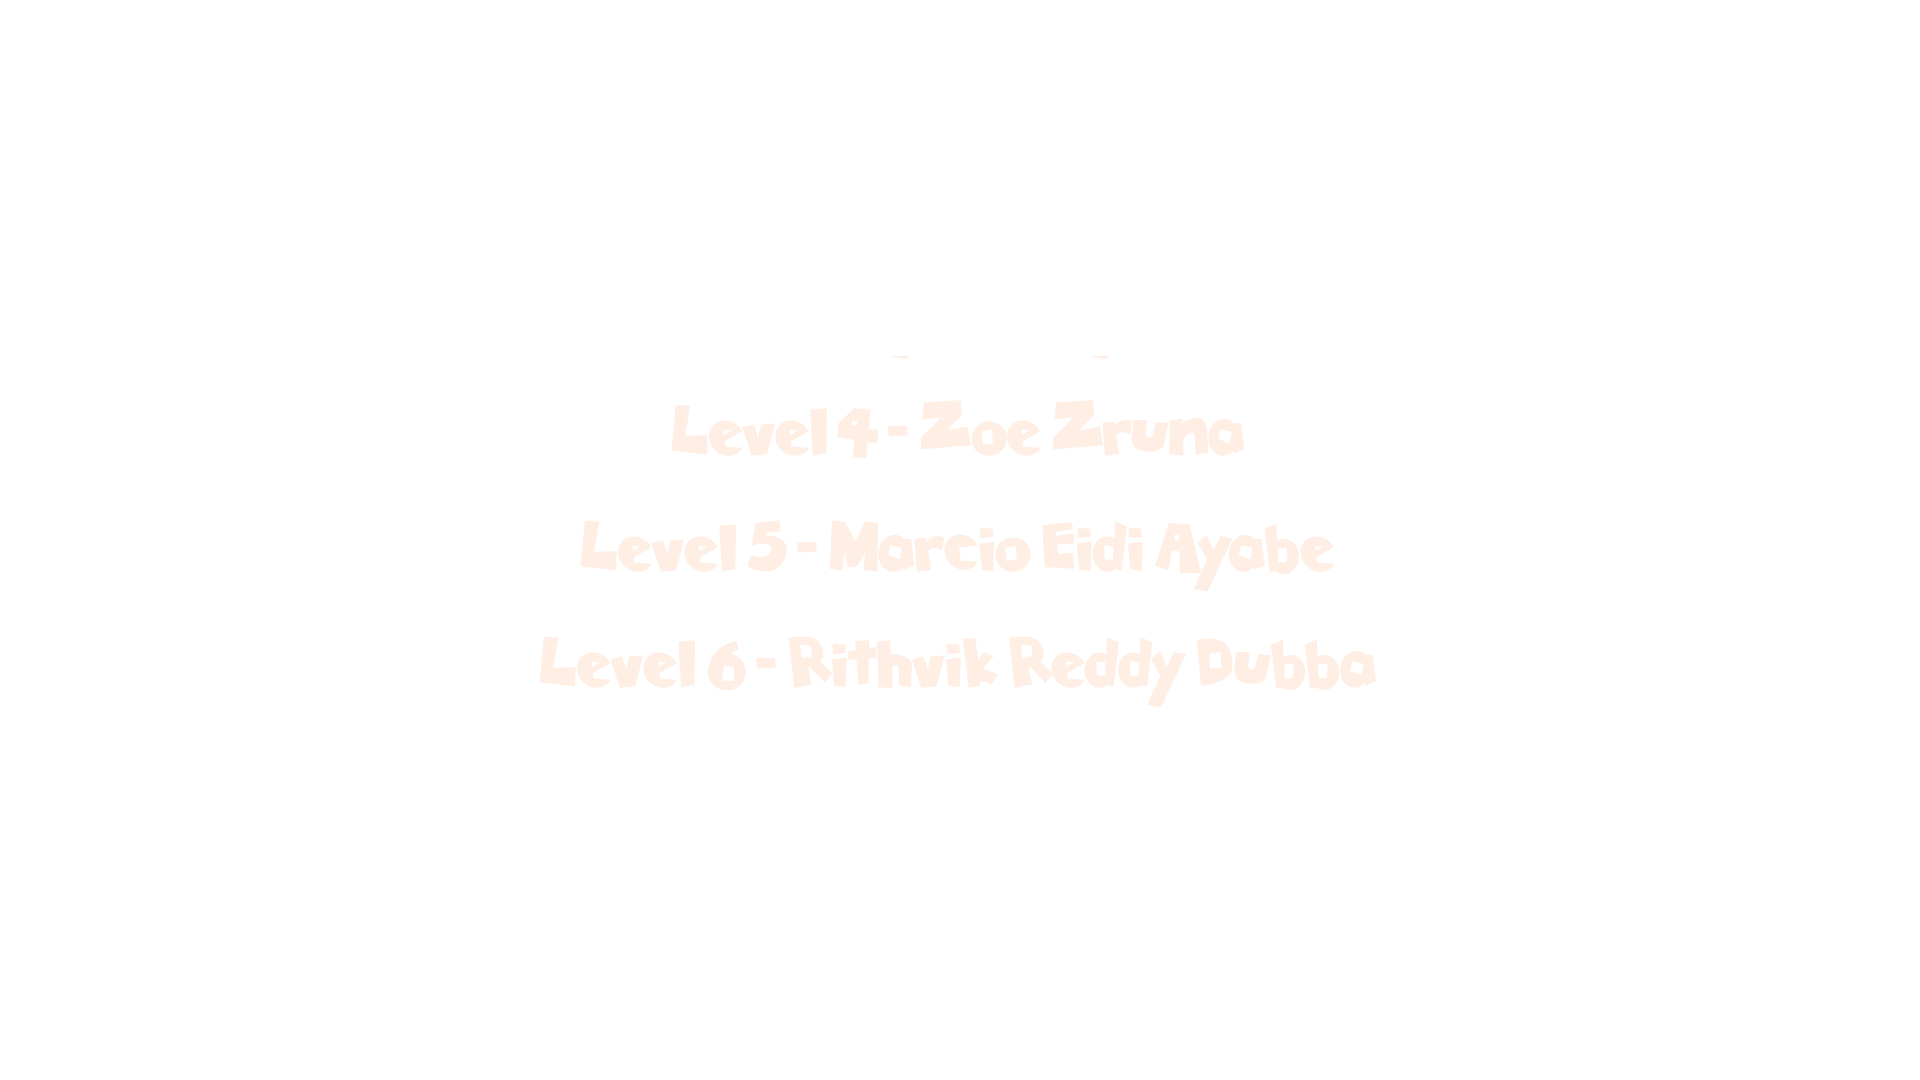 Level 4 - Zoe Zruna
Level 5 - Marcio Eidi Ayabe
Level 6 - Rithvik Reddy Dubba